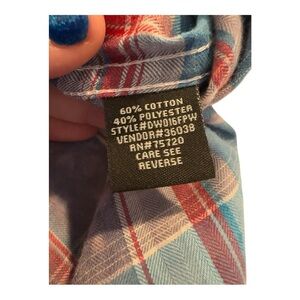 60% COTTON
40% POLYESTER
STYLE#DW016FPW
VENDOR#36038
RN#75720
CARE SEE
REVERSE